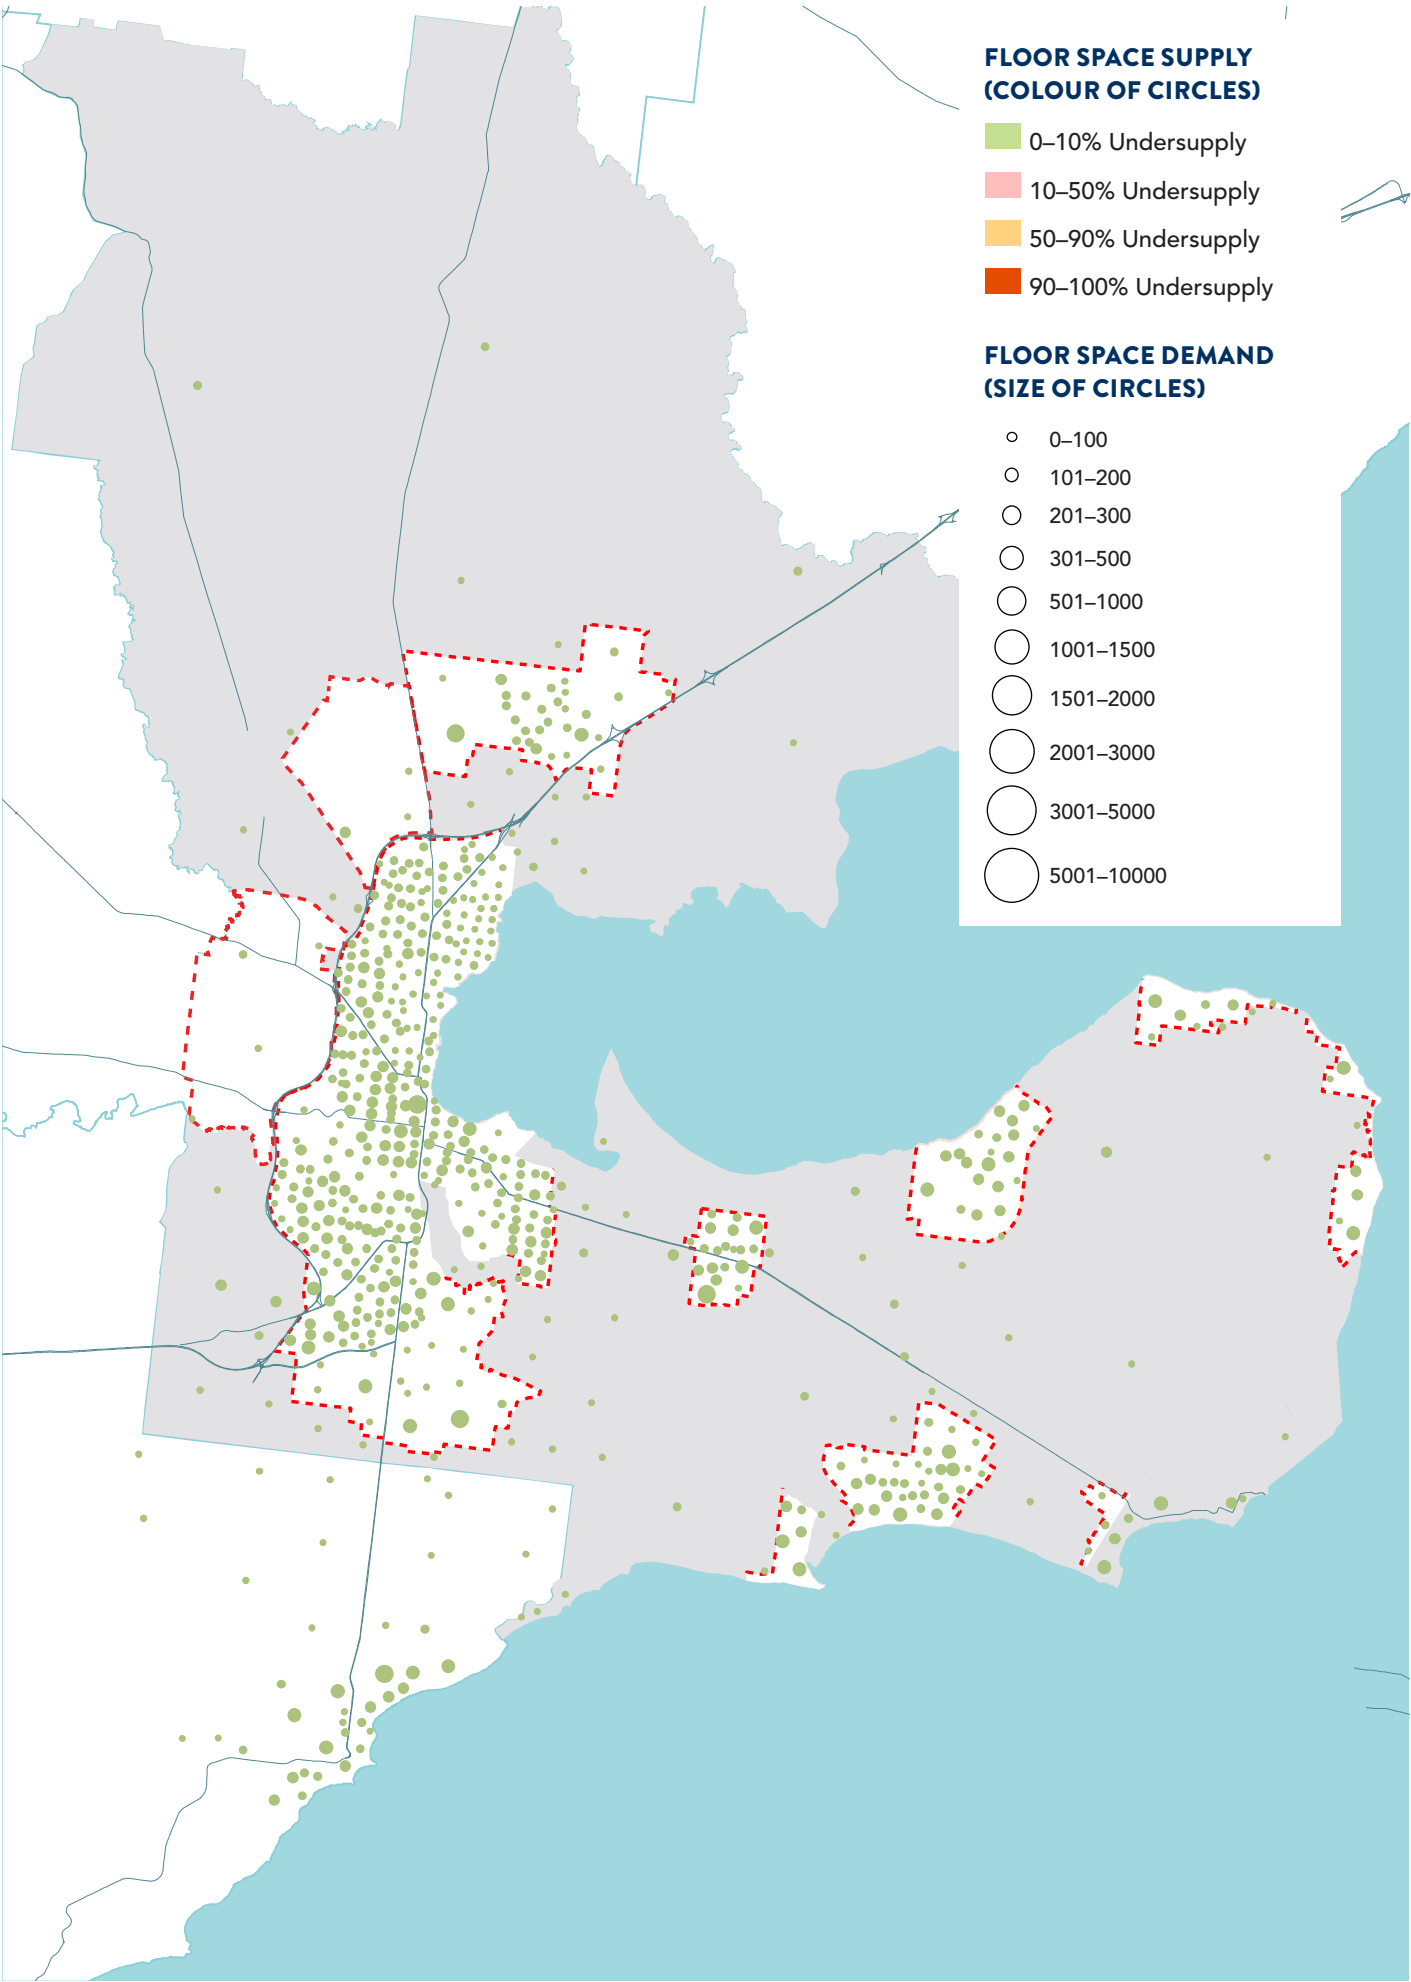 FLOOR SPACE SUPPLY
(COLOUR OF CIRCLES)
0–10% Undersupply
10–50% Undersupply
50–90% Undersupply
90–100% Undersupply
FLOOR SPACE DEMAND
(SIZE OF CIRCLES)
0–100
101–200
201–300
301–500
501–1000
1001–1500
1501–2000
2001–3000
3001–5000
5001–10000